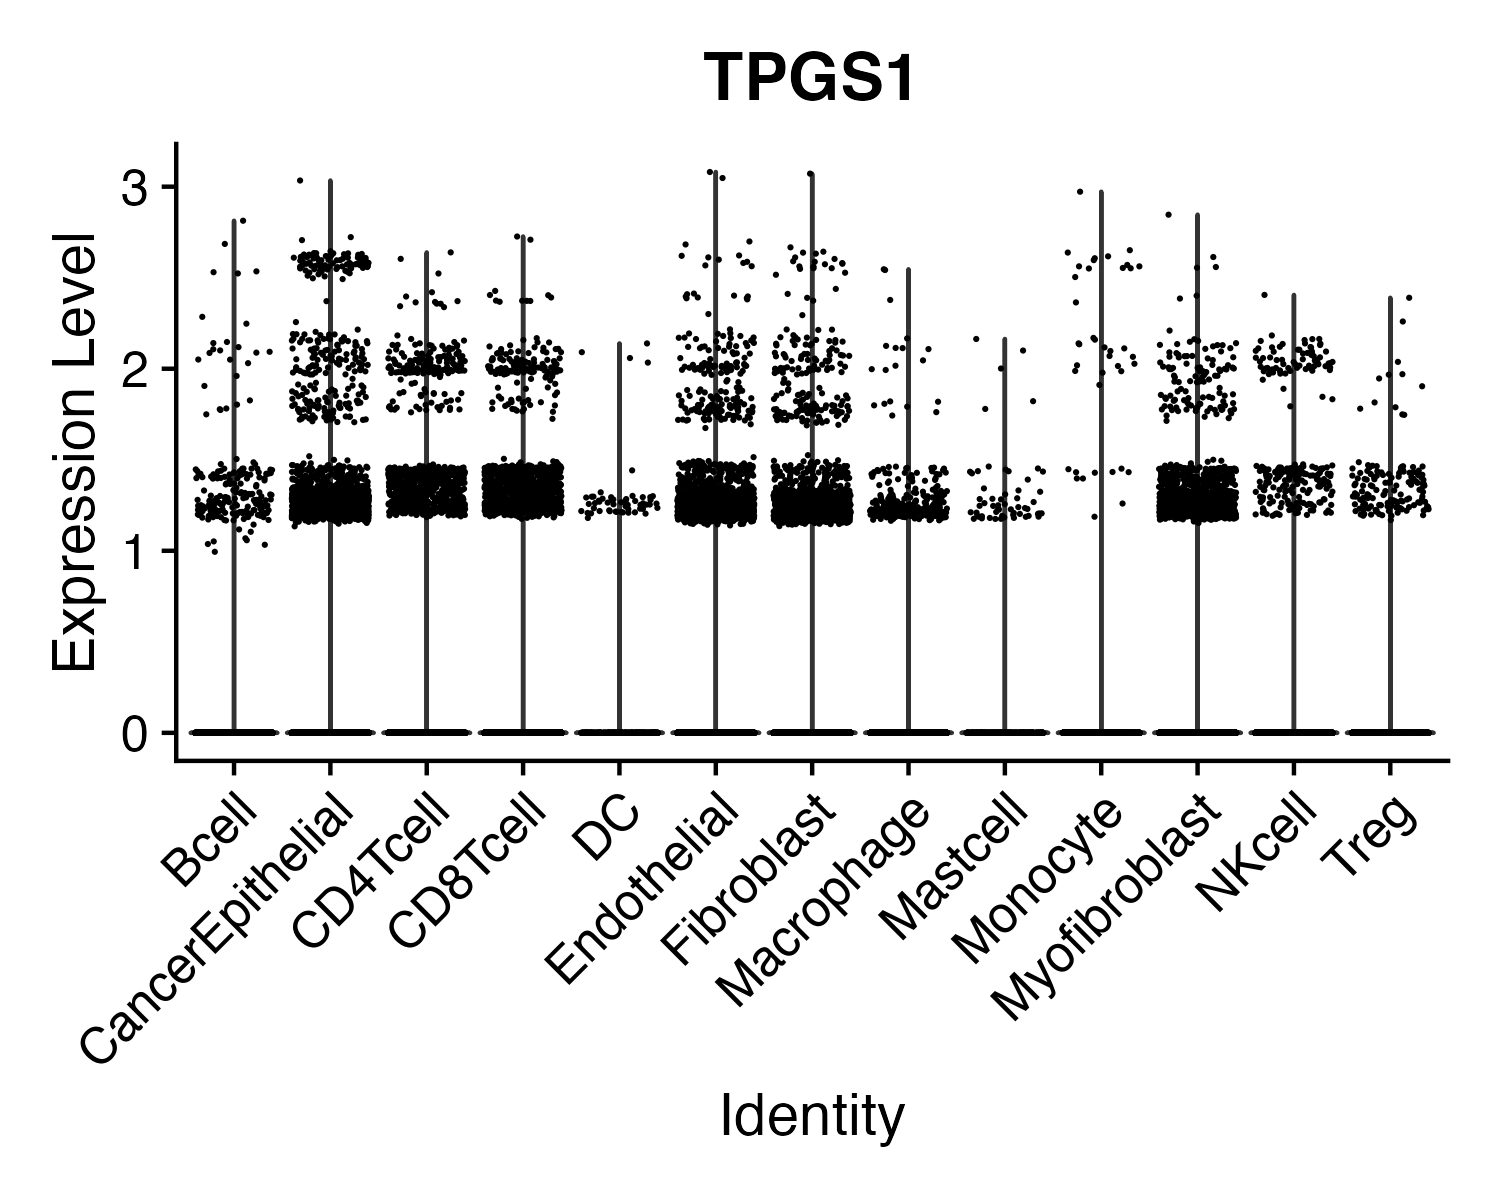 TPGS1
Expression Level
3
2
1
0
Bcell
CancerEpithelial
CD4Tcell
CD8Tcell
DC
Endothelial
Fibroblast
Macrophage
Mastcell
Monocyte
Myofibroblast
NKcell
Treg
Identity